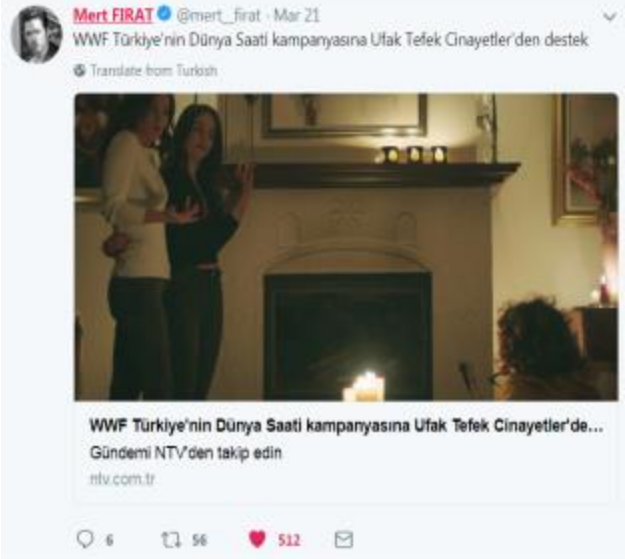 Mert FIRAT @mert_firat · Mar 21
WWF Türkiye'nin Dünya Saati kampanyasına Ufak Tefek Cinayetler'den destek
Translate from Turkish
WWF Türkiye'nin Dünya Saati kampanyasına Ufak Tefek Cinayetler'de...
Gündemi NTV'den takip edin
ntv.com.tr
6 56 512